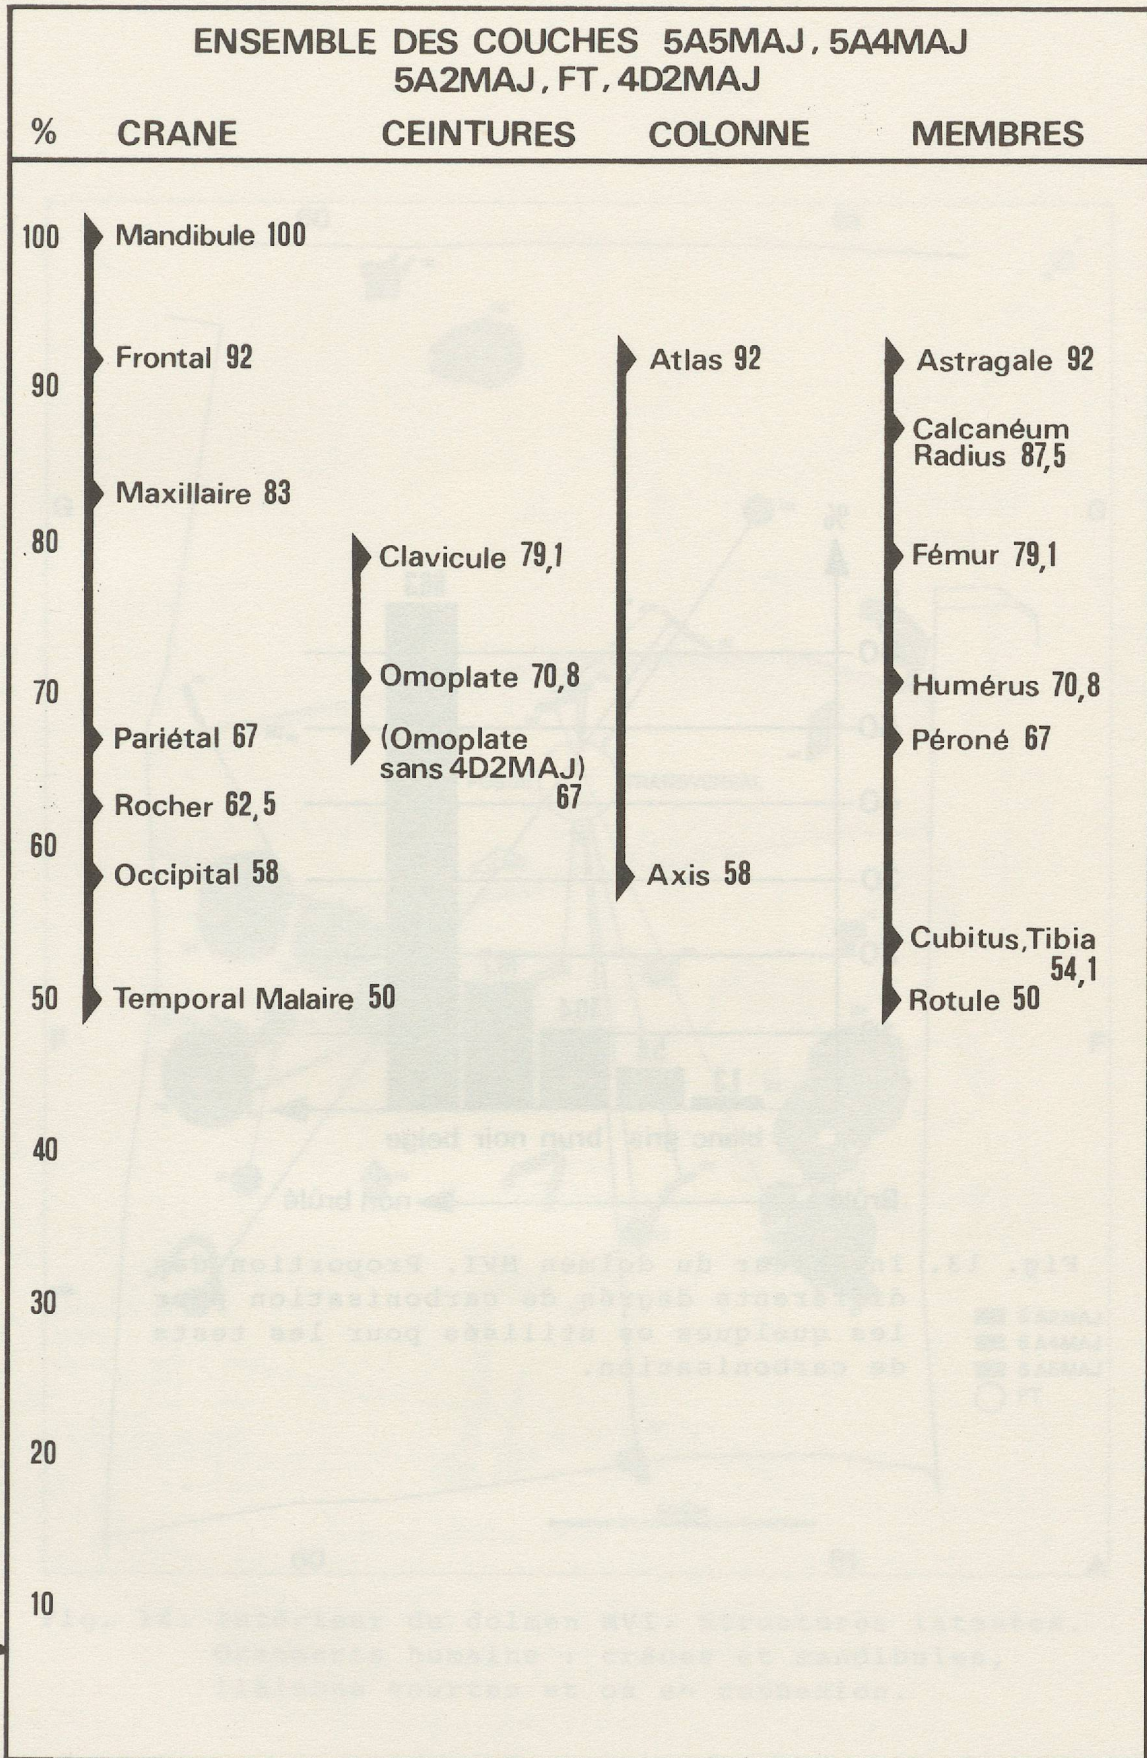 ENSEMBLE DES COUCHES 5A5MAJ, 5A4MAJ
5A2MAJ, FT, 4D2MAJ
% CRANE CEINTURES COLONNE MEMBRES
100 Mandibule 100
Frontal 92 Atlas 92 Astragale 92
90
Calcanéum
Radius 87,5
Maxillaire 83
80
Clavicule 79,1 Fémur 79,1
Omoplate 70,8 Humérus 70,8
70
Pariétal 67 (Omoplate Péroné 67
sans 4D2MAJ)
67
Rocher 62,5
60
Occipital 58 Axis 58
Cubitus,Tibia
54,1
50 Temporal Malaire 50 Rotule 50
40
30
20
10